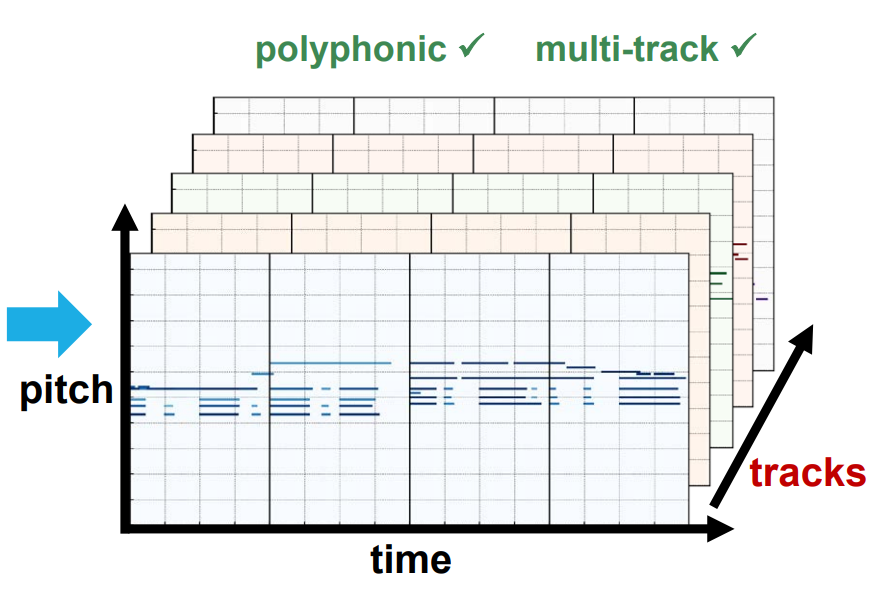 polyphonic ✓ multi-track ✓
pitch
tracks
time